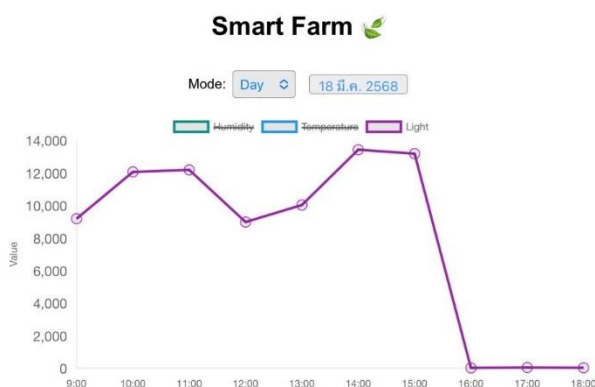 Smart Farm 🌿
Mode: Day 18 มี.ค. 2568
Humidity Temperature Light
14,000
12,000
10,000
8,000
6,000
4,000
2,000
0
Value
9:00 10:00 11:00 12:00 13:00 14:00 15:00 16:00 17:00 18:00